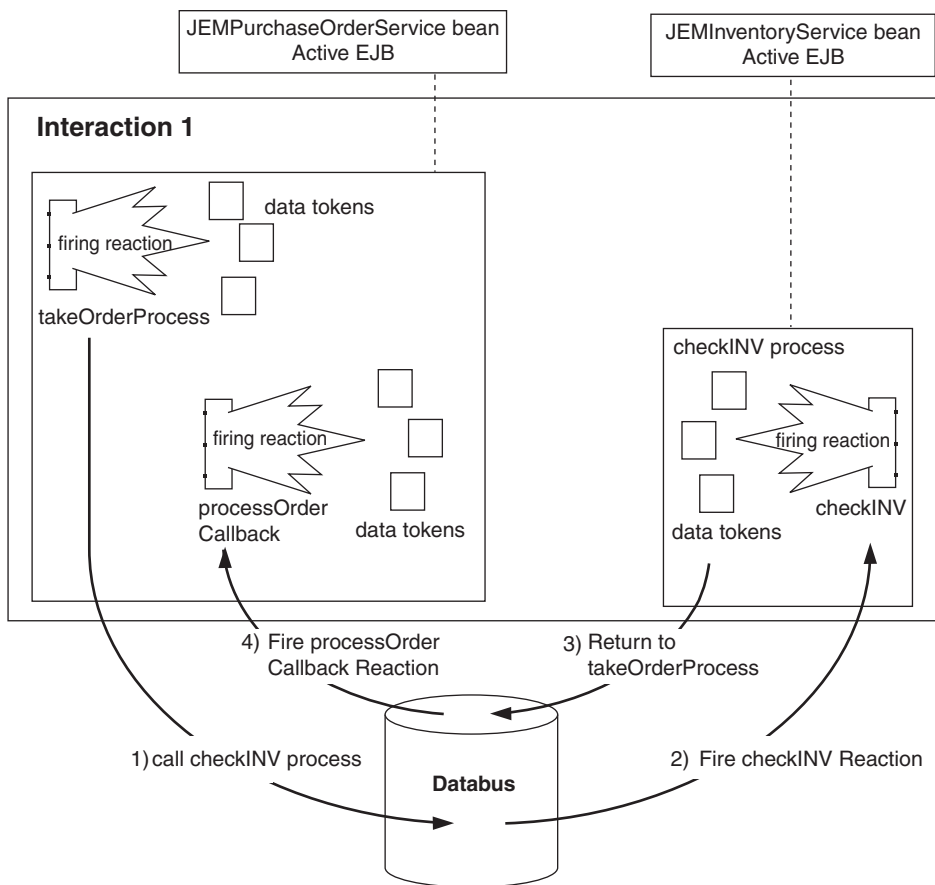 JEMPurchaseOrderService bean
Active EJB
JEMInventoryService bean
Active EJB
Interaction 1
data tokens
firing reaction
takeOrderProcess
checkINV process
firing reaction
firing reaction
processOrder
Callback
data tokens
data tokens
checkINV
4) Fire processOrder
Callback Reaction
3) Return to
takeOrderProcess
1) call checkINV process
2) Fire checkINV Reaction
Databus